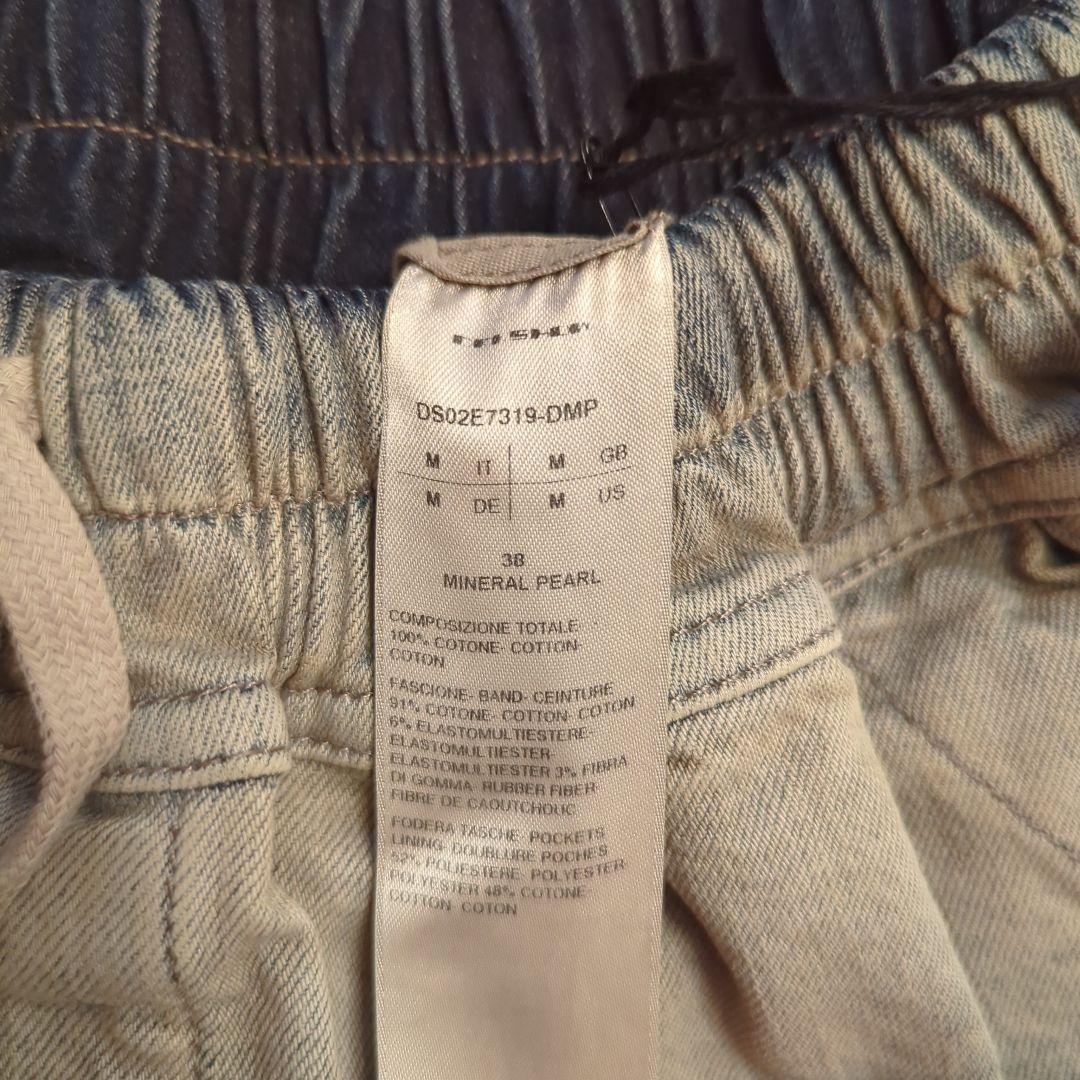 DS02E7319-DMP
M IT M GB
M DE M US
38
MINERAL PEARL
COMPOSIZIONE TOTALE
100% COTONE- COTTON-
COTON
FASCIONE- BAND- CEINTURE
91% COTONE- COTTON- COTON
6% ELASTOMULTIESTERE-
ELASTOMULTIESTER-
ELASTOMULTIESTER 3% FIBRA
DI GOMMA- RUBBER FIBER-
FIBRE DE CAOUTCHOUC
FODERA TASCHE- POCKETS
LINING- DOUBLURE POCHES
52% POLIESTERE- POLYESTER-
POLYESTER 48% COTONE-
COTTON- COTON